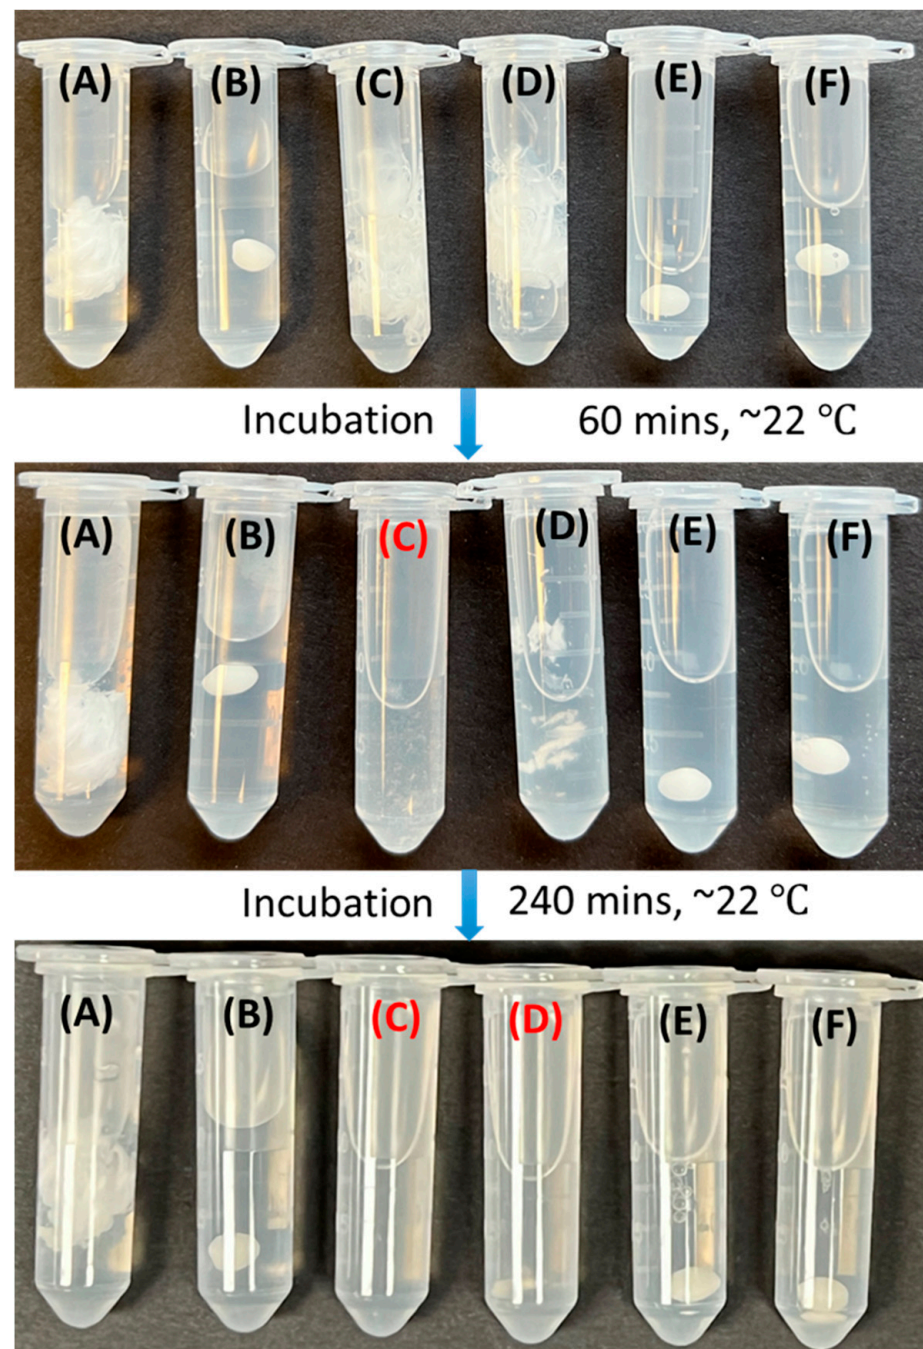 (A) (B) (C) (D) (E) (F)
Incubation 60 mins, ~22 °C
(A) (B) (C) (D) (E) (F)
Incubation 240 mins, ~22 °C
(A) (B) (C) (D) (E) (F)